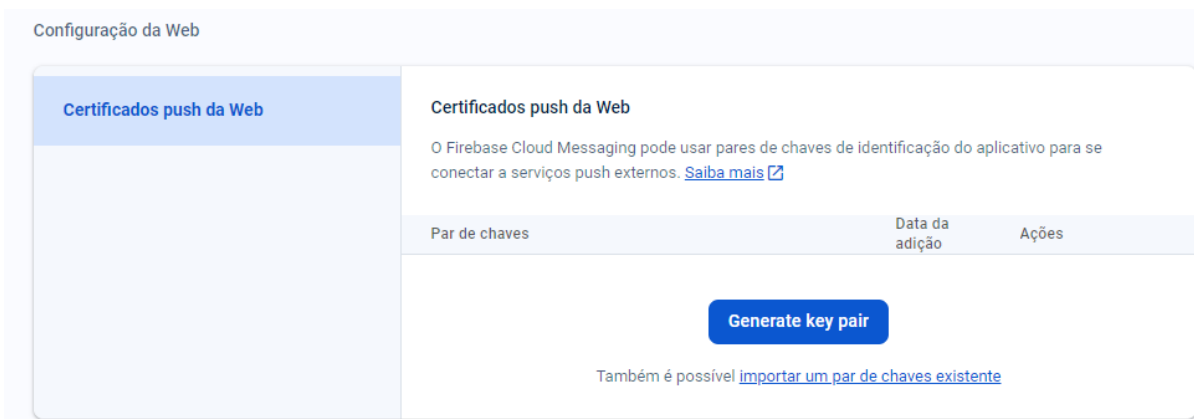 Configuração da Web
Certificados push da Web
Certificados push da Web
O Firebase Cloud Messaging pode usar pares de chaves de identificação do aplicativo para se
conectar a serviços push externos. Saiba mais
Par de chaves
Data da
adição
Ações
Generate key pair
Também é possível importar um par de chaves existente